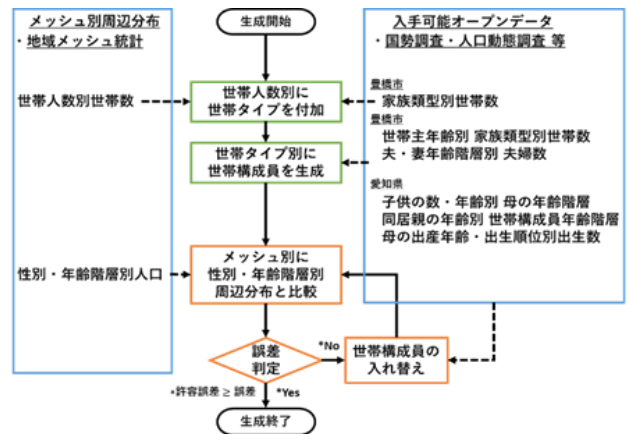 メッシュ別周辺分布
・地域メッシュ統計
世帯人数別世帯数
性別・年齢階層別人口
生成開始
世帯人数別に
世帯タイプを付加
世帯タイプ別に
世帯構成員を生成
メッシュ別に
性別・年齢階層別
周辺分布と比較
誤差
判定
*No
*許容誤差 ≥ 誤差
*Yes
生成終了
世帯構成員の
入れ替え
入手可能オープンデータ
・国勢調査・人口動態調査 等
豊橋市
家族類型別世帯数
豊橋市
世帯主年齢別 家族類型別世帯数
夫・妻年齢階層別 夫婦数
愛知県
子供の数・年齢別 母の年齢階層
同居親の年齢別 世帯構成員年齢階層
母の出産年齢・出生順位別出生数